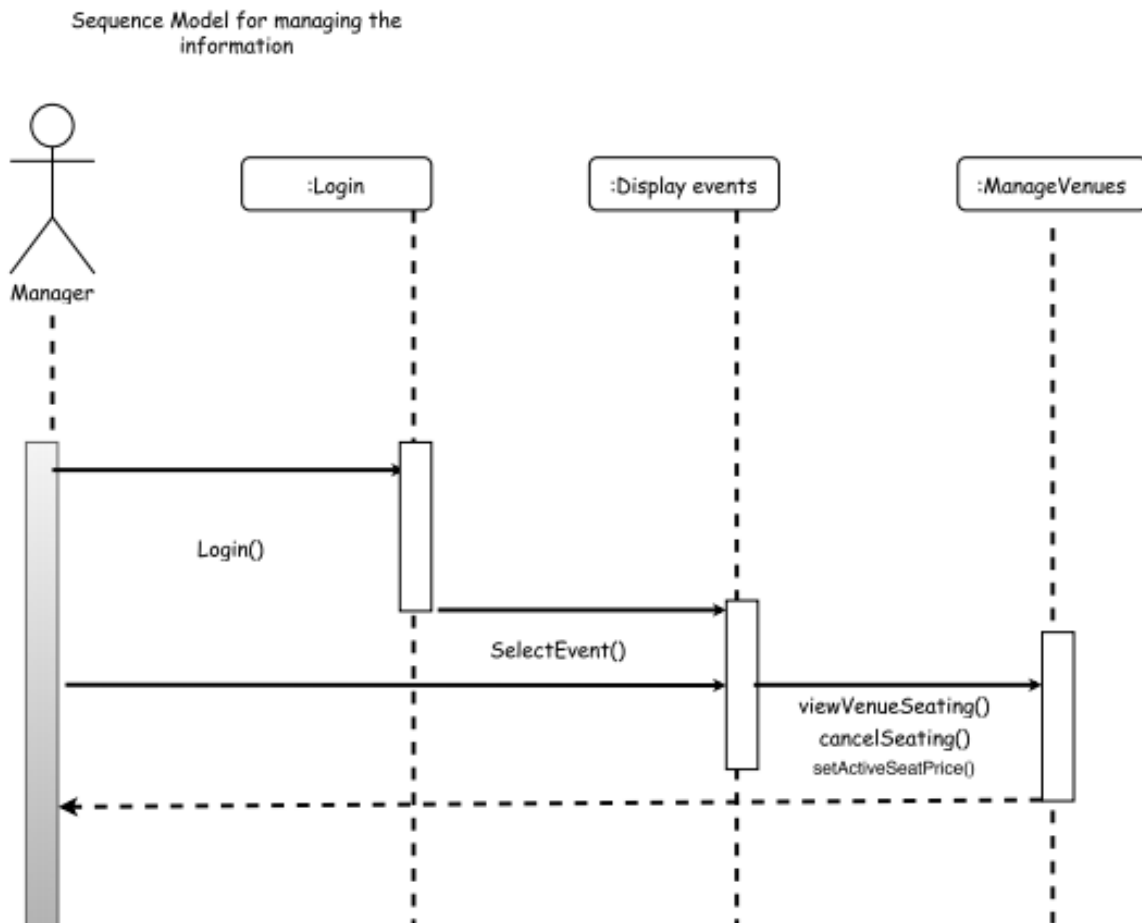 Sequence Model for managing the
information
:Login
:Display events
:ManageVenues
Manager
Login()
SelectEvent()
viewVenueSeating()
cancelSeating()
setActiveSeatPrice()